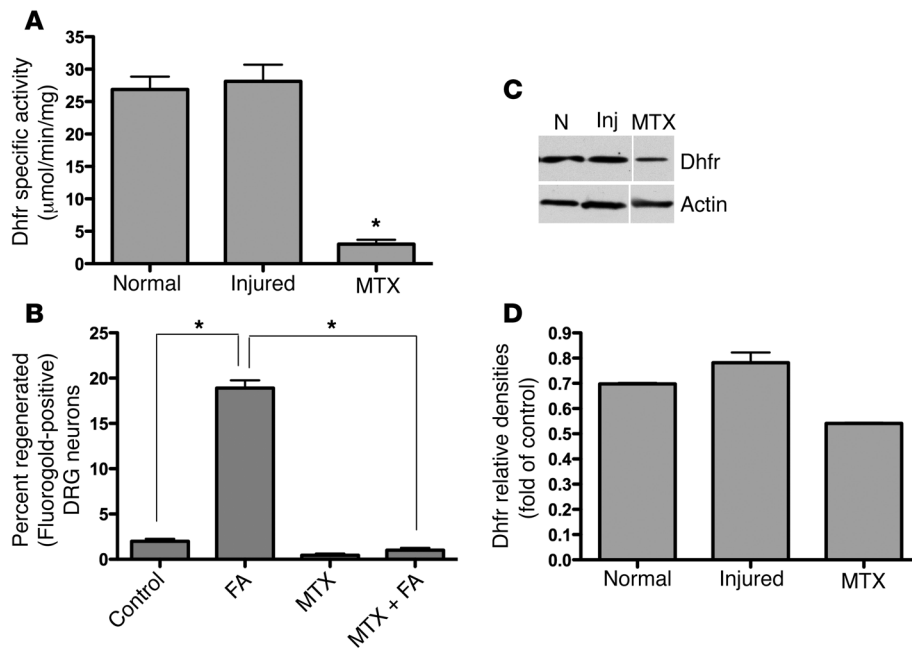 A
Dhfr specific activity
(µmol/min/mg)
35
30
25
20
15
10
5
0
*
Normal
Injured
MTX
B
Percent regenerated
(Fluorogold-positive)
DRG neurons
25
20
15
10
5
0
*
*
Control
FA
MTX
MTX + FA
C
N
Inj
MTX
Dhfr
Actin
D
Dhfr relative densities
(fold of control)
0.9
0.8
0.7
0.6
0.5
0.4
0.3
0.2
0.1
0.0
Normal
Injured
MTX